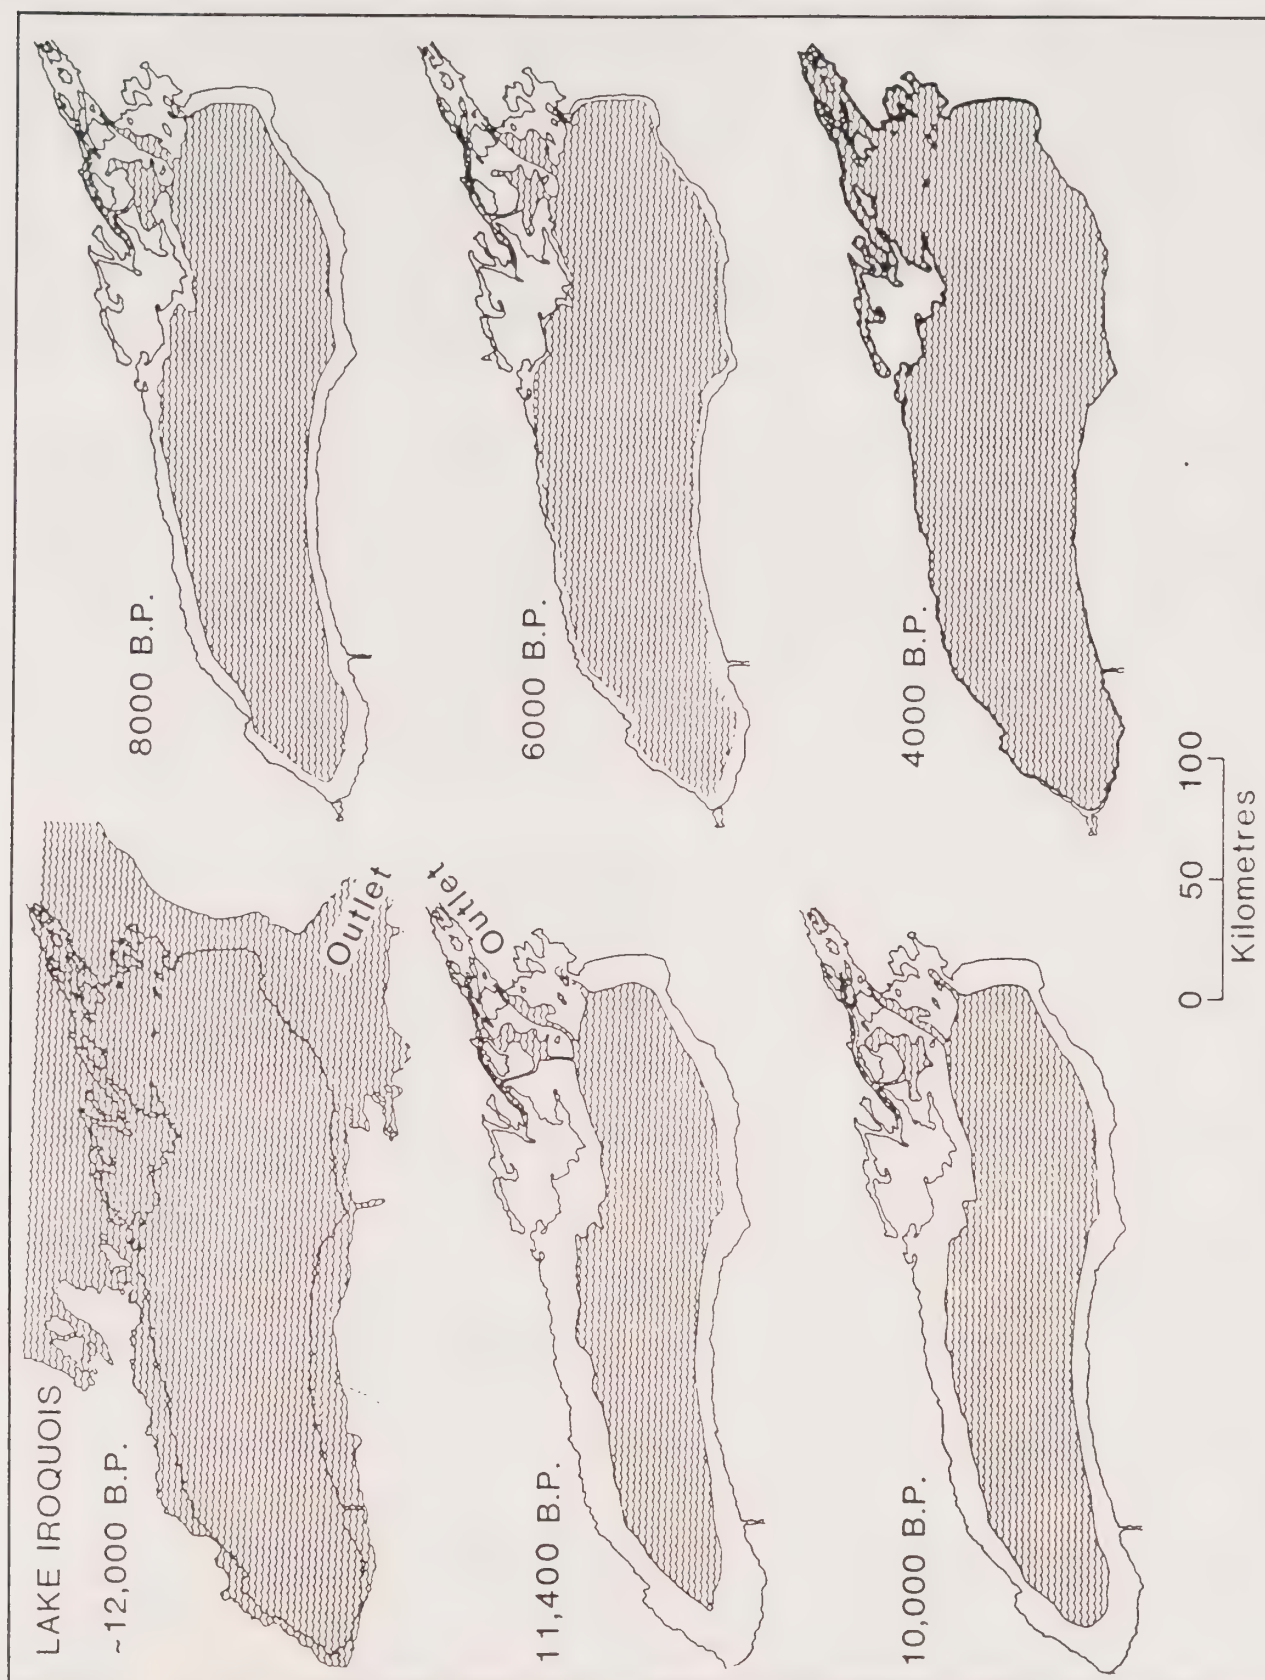 LAKE IROQUOIS
~12,000 B.P.
Outlet
11,400 B.P.
Outlet
10,000 B.P.
8000 B.P.
6000 B.P.
4000 B.P.
0 50 100
Kilometres